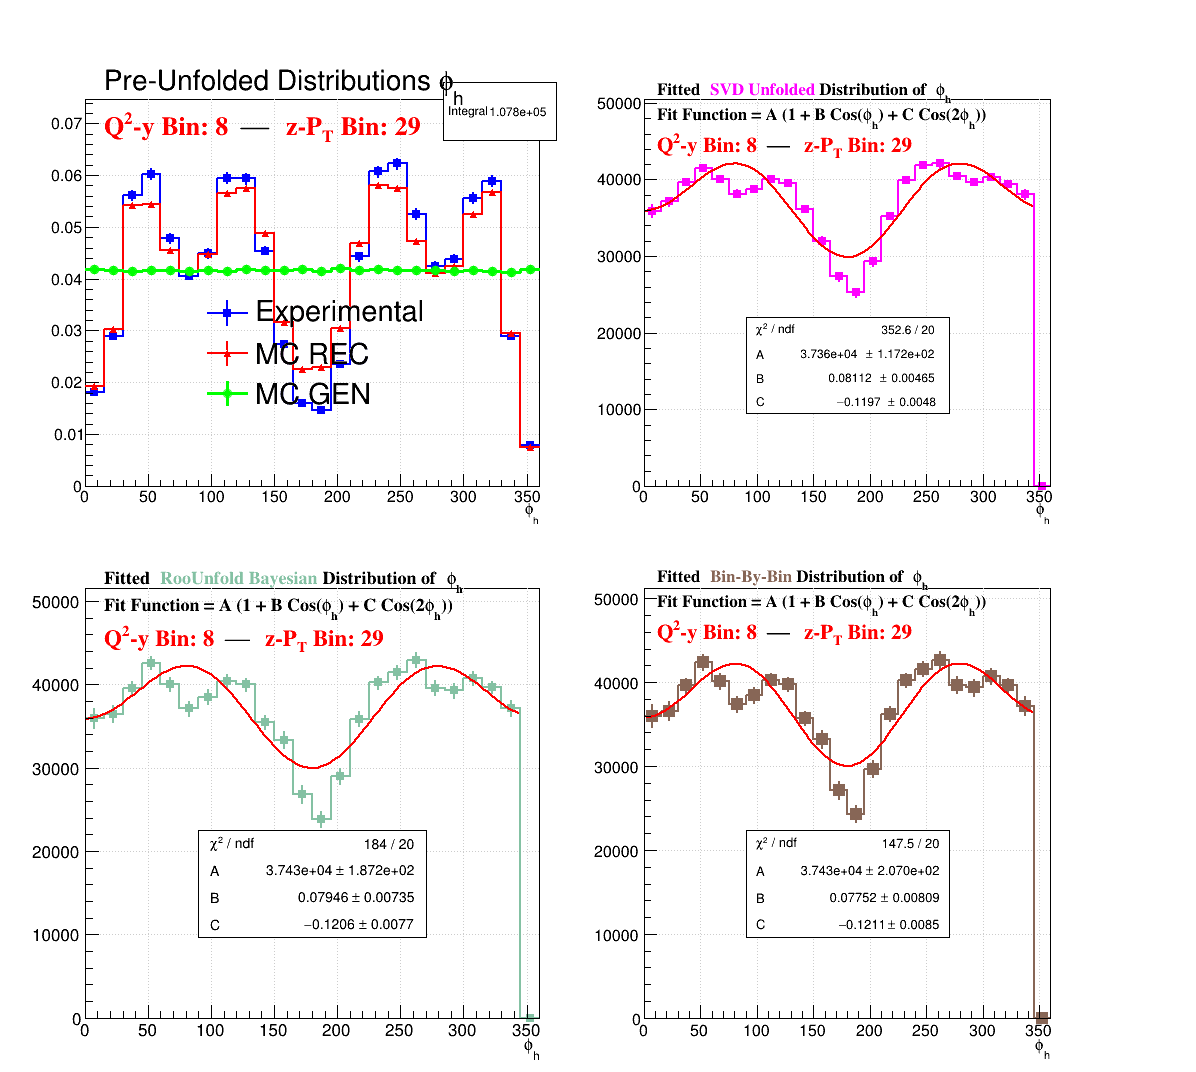 Pre-Unfolded Distributions ϕh
Integral 1.078e+05
Q²-y Bin: 8 — z-PT Bin: 29
0.07
0.06
0.05
0.04
0.03
0.02
0.01
0
Experimental
MC REC
MC GEN
0 50 100 150 200 250 300 350
ϕh
Fitted SVD Unfolded Distribution of ϕh
Fit Function = A (1 + B Cos(ϕh) + C Cos(2ϕh))
Q²-y Bin: 8 — z-PT Bin: 29
50000
40000
30000
20000
10000
0
χ² / ndf 352.6 / 20
A 3.736e+04 ± 1.172e+02
B 0.08112 ± 0.00465
C −0.1197 ± 0.0048
0 50 100 150 200 250 300 350
ϕh
Fitted RooUnfold Bayesian Distribution of ϕh
Fit Function = A (1 + B Cos(ϕh) + C Cos(2ϕh))
Q²-y Bin: 8 — z-PT Bin: 29
50000
40000
30000
20000
10000
0
χ² / ndf 184 / 20
A 3.743e+04 ± 1.872e+02
B 0.07946 ± 0.00735
C −0.1206 ± 0.0077
0 50 100 150 200 250 300 350
ϕh
Fitted Bin-By-Bin Distribution of ϕh
Fit Function = A (1 + B Cos(ϕh) + C Cos(2ϕh))
Q²-y Bin: 8 — z-PT Bin: 29
50000
40000
30000
20000
10000
0
χ² / ndf 147.5 / 20
A 3.743e+04 ± 2.070e+02
B 0.07752 ± 0.00809
C −0.1211 ± 0.0085
0 50 100 150 200 250 300 350
ϕh